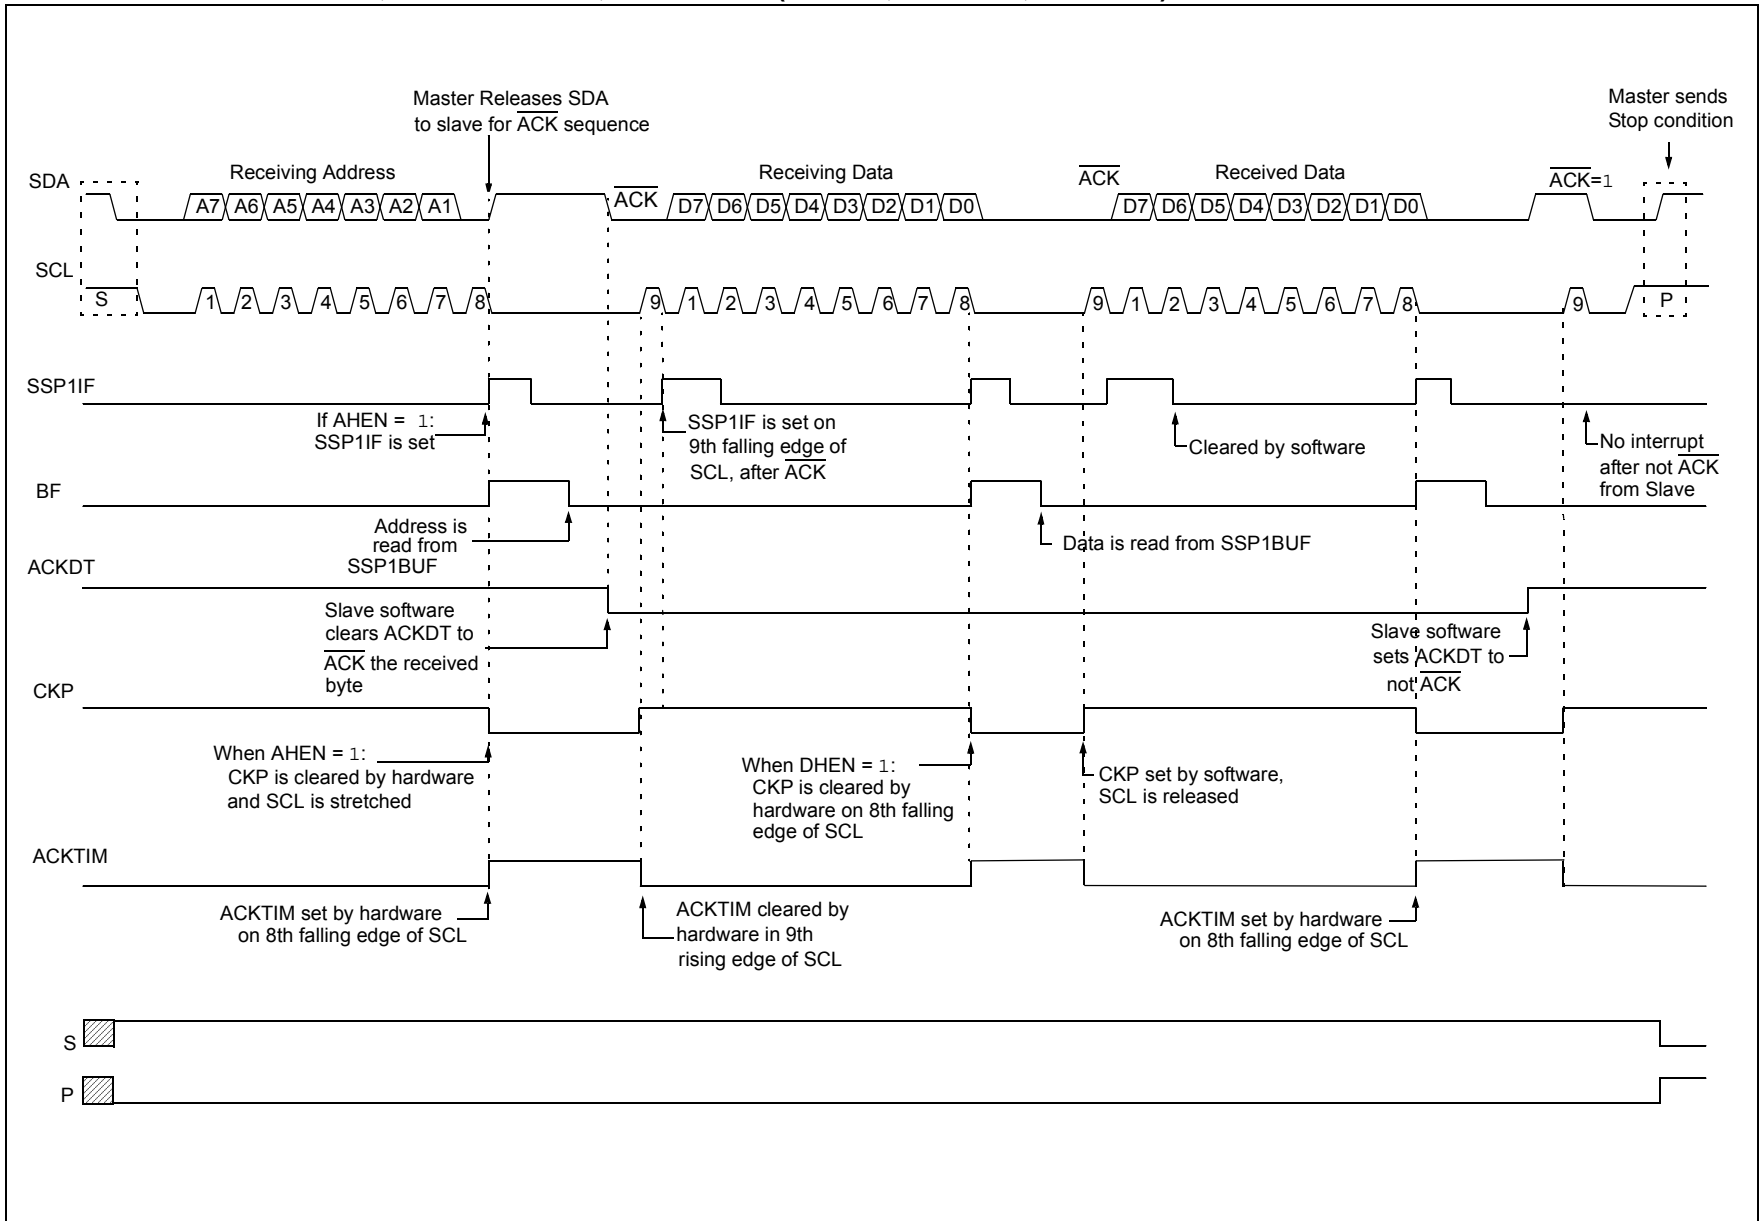 Master Releases SDA
to slave for ACK sequence
Master sends
Stop condition
SDA
Receiving Address
ACK
Receiving Data
ACK
Received Data
ACK=1
A7 A6 A5 A4 A3 A2 A1
D7 D6 D5 D4 D3 D2 D1 D0
D7 D6 D5 D4 D3 D2 D1 D0
SCL
S
1 2 3 4 5 6 7 8
9
1 2 3 4 5 6 7 8
9
1 2 3 4 5 6 7 8
9
P
SSP1IF
If AHEN = 1:
SSP1IF is set
SSP1IF is set on
9th falling edge of
SCL, after ACK
Cleared by software
No interrupt
after not ACK
from Slave
BF
Address is
read from
SSP1BUF
Data is read from SSP1BUF
ACKDT
Slave software
clears ACKDT to
ACK the received
byte
Slave software
sets ACKDT to
not ACK
CKP
When AHEN = 1:
CKP is cleared by hardware
and SCL is stretched
When DHEN = 1:
CKP is cleared by
hardware on 8th falling
edge of SCL
CKP set by software,
SCL is released
ACKTIM
ACKTIM set by hardware
on 8th falling edge of SCL
ACKTIM cleared by
hardware in 9th
rising edge of SCL
ACKTIM set by hardware
on 8th falling edge of SCL
S
P